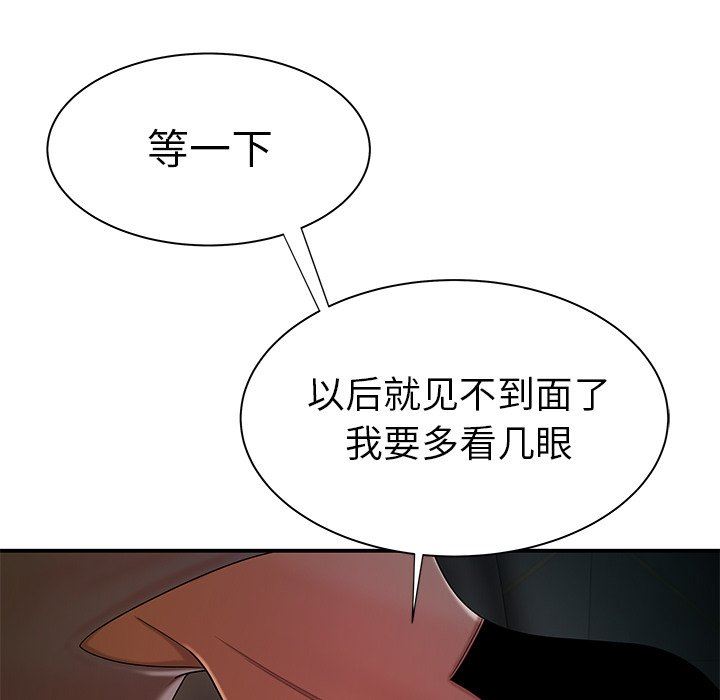 等一下
以后就见不到面了
我要多看几眼